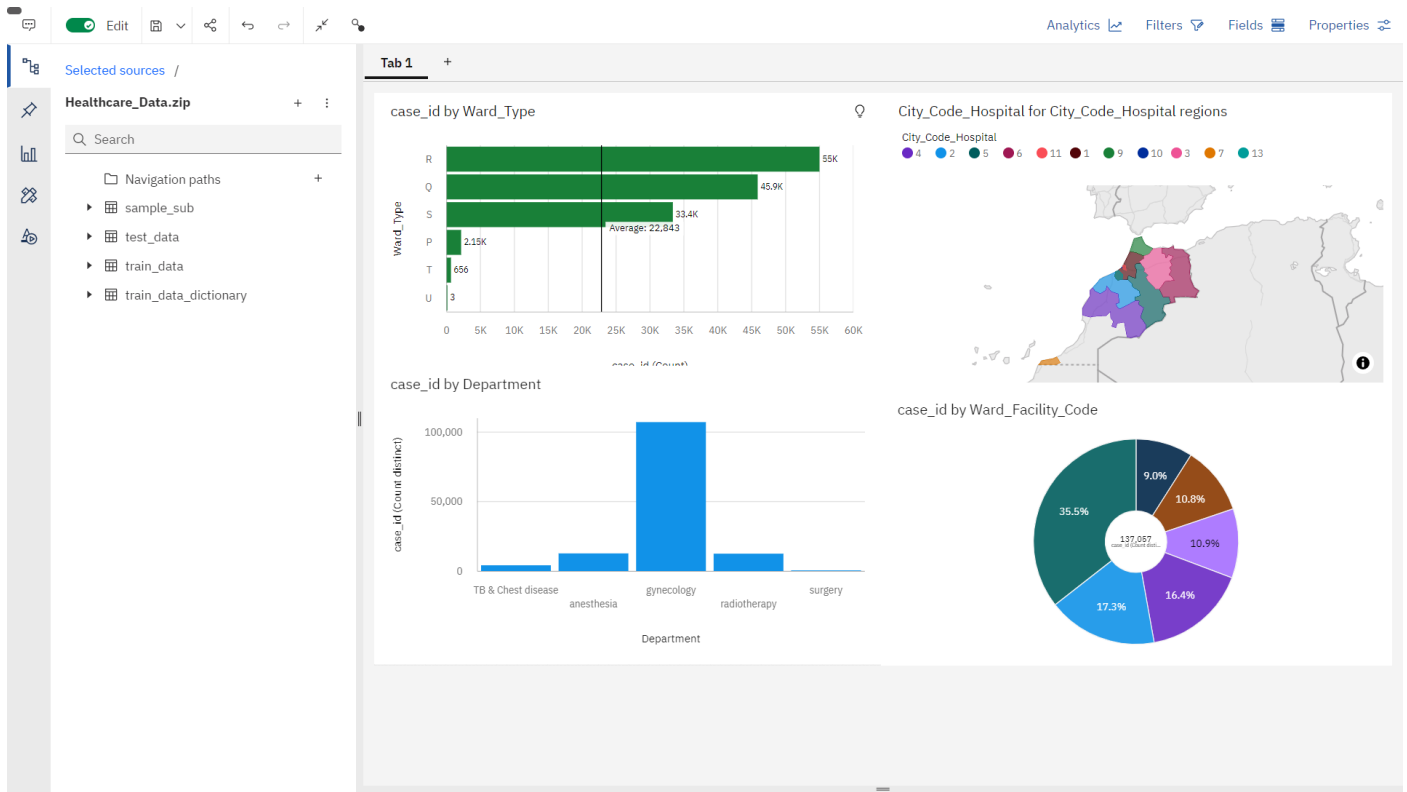 Edit
Analytics
Filters
Fields
Properties
Selected sources /
Healthcare_Data.zip
Search
Navigation paths
sample_sub
test_data
train_data
train_data_dictionary
Tab 1
case_id by Ward_Type
Ward_Type
R 55K
Q 45.9K
S 33.4K
Average: 22,843
P 2.15K
T 656
U 3
0 5K 10K 15K 20K 25K 30K 35K 40K 45K 50K 55K 60K
case_id (Count)
City_Code_Hospital for City_Code_Hospital regions
City_Code_Hospital
4 2 5 6 11 1 9 10 3 7 13
case_id by Department
case_id (Count distinct)
100,000
50,000
0
TB & Chest disease
anesthesia
gynecology
radiotherapy
surgery
Department
case_id by Ward_Facility_Code
9.0%
10.8%
10.9%
16.4%
17.3%
35.5%
137,057
case_id (Count disti...